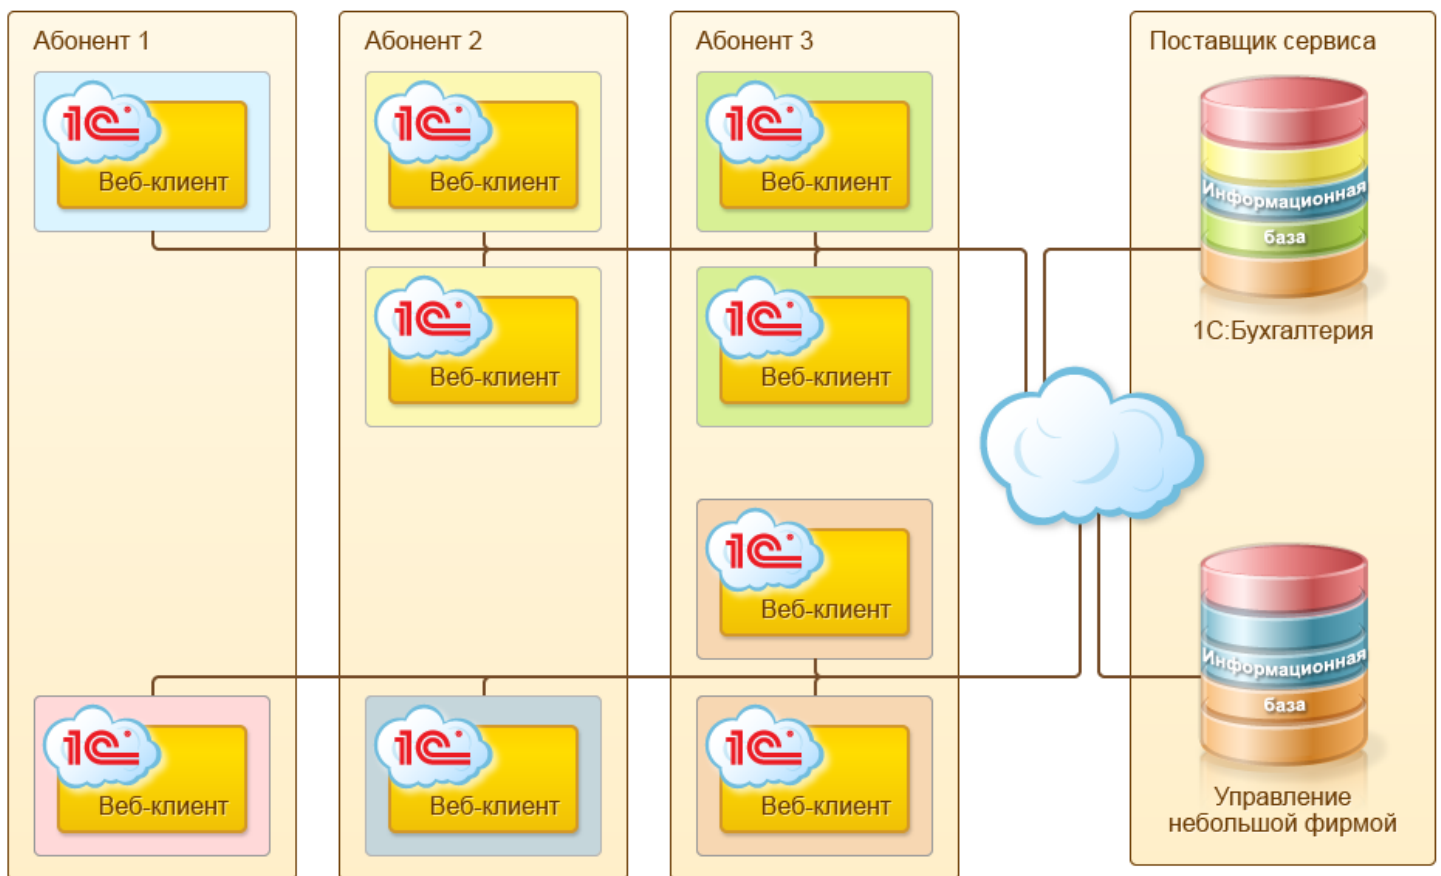 Абонент 1
Абонент 2
Абонент 3
Поставщик сервиса
1С
Веб-клиент
1С
Веб-клиент
1С
Веб-клиент
Информационная
база
1С:Бухгалтерия
1С
Веб-клиент
1С
Веб-клиент
1С
Веб-клиент
Информационная
база
Управление
небольшой фирмой
1С
Веб-клиент
1С
Веб-клиент
1С
Веб-клиент